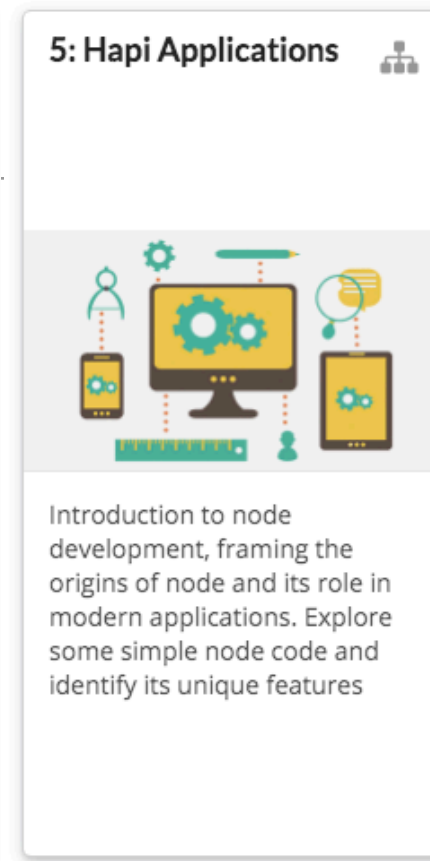 5: Hapi Applications
Introduction to node
development, framing the
origins of node and its role in
modern applications. Explore
some simple node code and
identify its unique features